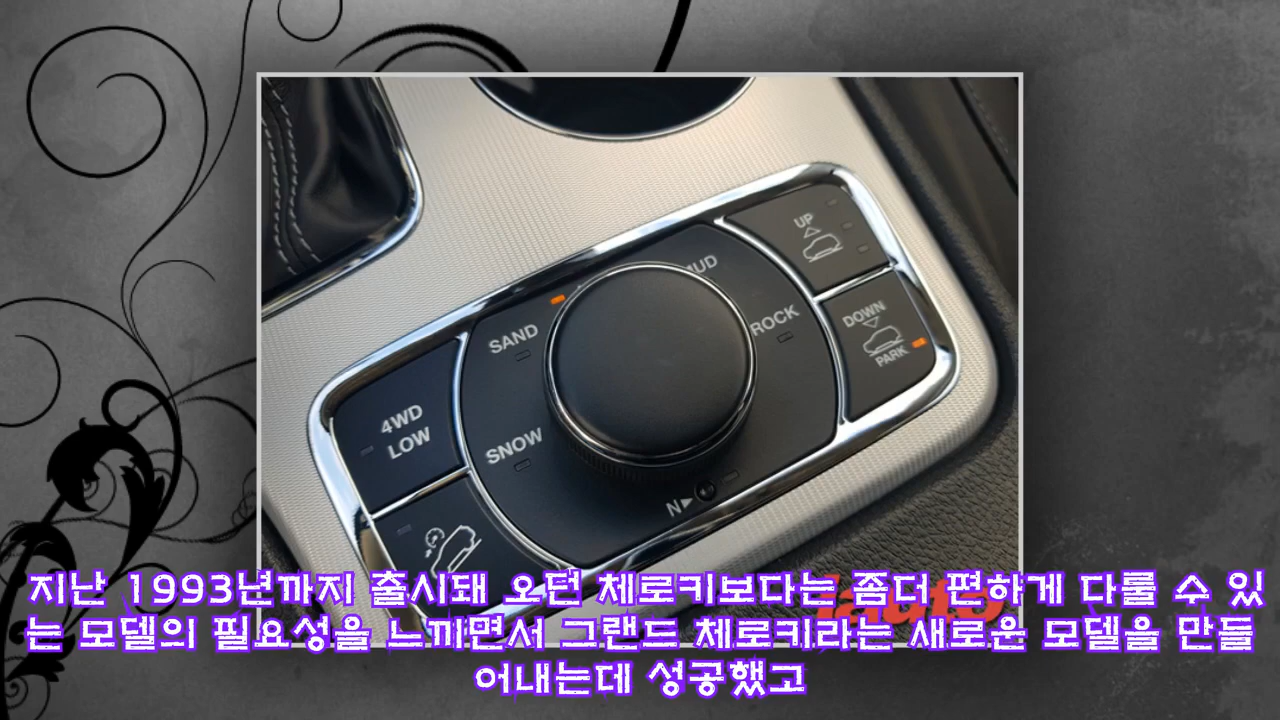 UP
MUD
ROCK
SAND
DOWN
PARK
4WD
LOW
SNOW
N
지난 1993년까지 출시돼 오던 체로키보다는 좀더 편하게 다룰 수 있
는 모델의 필요성을 느끼면서 그랜드 체로키라는 새로운 모델을 만들
어내는데 성공했고